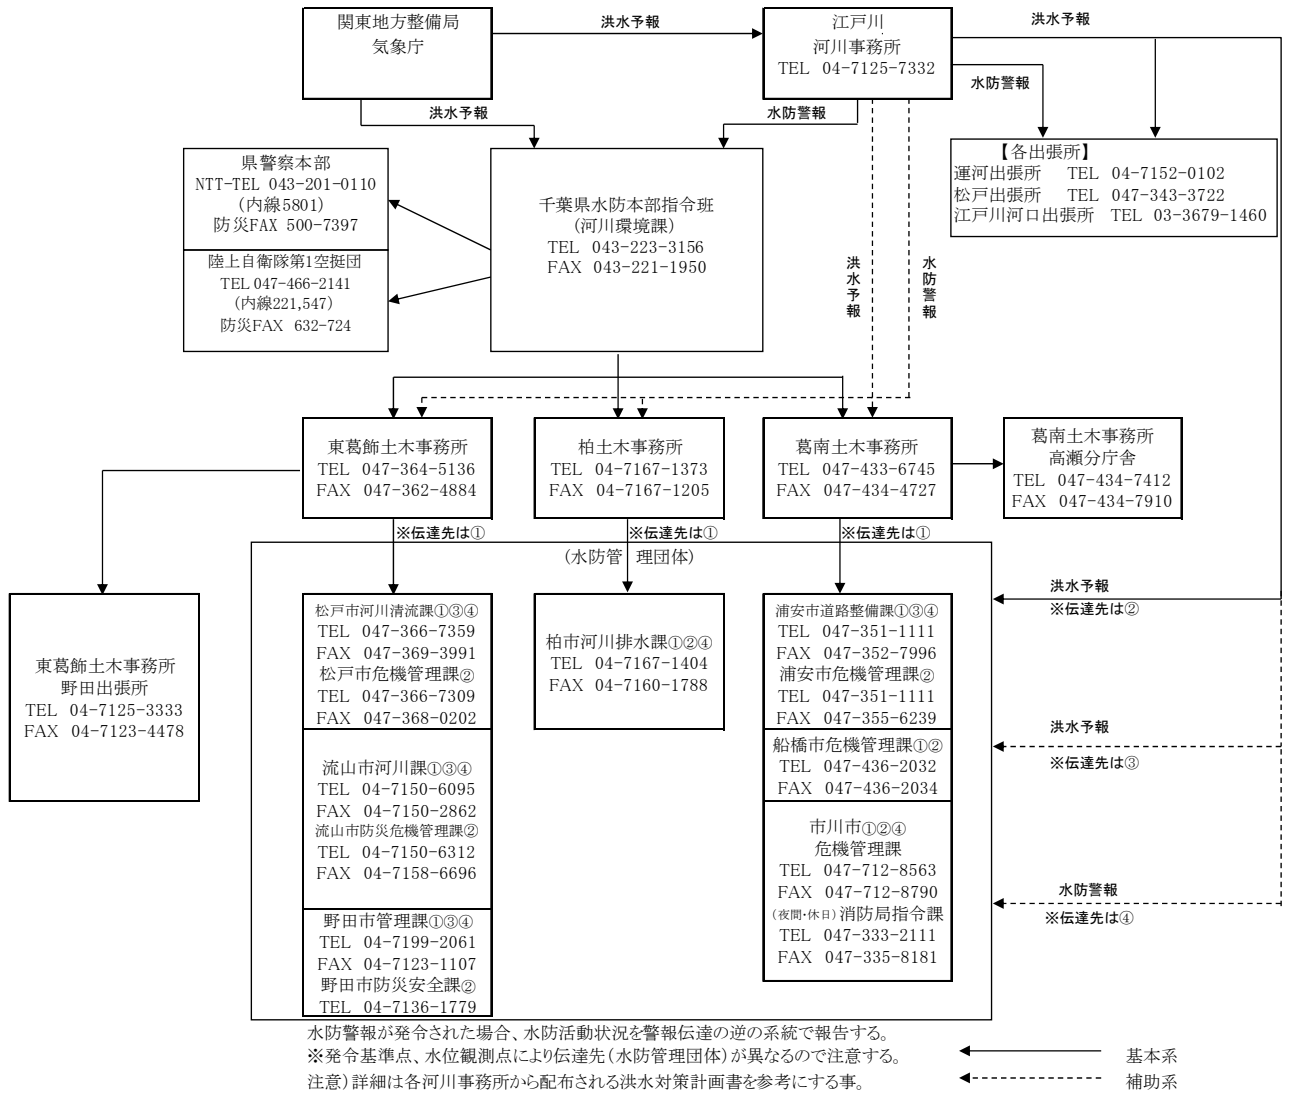 関東地方整備局
気象庁
洪水予報
江戸川
河川事務所
TEL 04-7125-7332
洪水予報
水防警報
洪水予報
水防警報
【各出張所】
運河出張所 TEL 04-7152-0102
松戸出張所 TEL 047-343-3722
江戸川河口出張所 TEL 03-3679-1460
県警察本部
NTT-TEL 043-201-0110
(内線5801)
防災FAX 500-7397
陸上自衛隊第1空挺団
TEL 047-466-2141
(内線221,547)
防災FAX 632-724
千葉県水防本部指令班
(河川環境課)
TEL 043-223-3156
FAX 043-221-1950
洪水予報
水防警報
東葛飾土木事務所
TEL 047-364-5136
FAX 047-362-4884
柏土木事務所
TEL 04-7167-1373
FAX 04-7167-1205
葛南土木事務所
TEL 047-433-6745
FAX 047-434-4727
葛南土木事務所
高瀬分庁舎
TEL 047-434-7412
FAX 047-434-7910
※伝達先は①
※伝達先は①
※伝達先は①
(水防管理団体)
東葛飾土木事務所
野田出張所
TEL 04-7125-3333
FAX 04-7123-4478
松戸市河川清流課①③④
TEL 047-366-7359
FAX 047-369-3991
松戸市危機管理課②
TEL 047-366-7309
FAX 047-368-0202
流山市河川課①③④
TEL 04-7150-6095
FAX 04-7150-2862
流山市防災危機管理課②
TEL 04-7150-6312
FAX 04-7158-6696
野田市管理課①③④
TEL 04-7199-2061
FAX 04-7123-1107
野田市防災安全課②
TEL 04-7136-1779
柏市河川排水課①②④
TEL 04-7167-1404
FAX 04-7160-1788
浦安市道路整備課①③④
TEL 047-351-1111
FAX 047-352-7996
浦安市危機管理課②
TEL 047-351-1111
FAX 047-355-6239
船橋市危機管理課①②
TEL 047-436-2032
FAX 047-436-2034
市川市①②④
危機管理課
TEL 047-712-8563
FAX 047-712-8790
(夜間・休日)消防局指令課
TEL 047-333-2111
FAX 047-335-8181
洪水予報
※伝達先は②
洪水予報
※伝達先は③
水防警報
※伝達先は④
水防警報が発令された場合、水防活動状況を警報伝達の逆の系統で報告する。
※発令基準点、水位観測点により伝達先(水防管理団体)が異なるので注意する。
注意)詳細は各河川事務所から配布される洪水対策計画書を参考にする事。
基本系
補助系